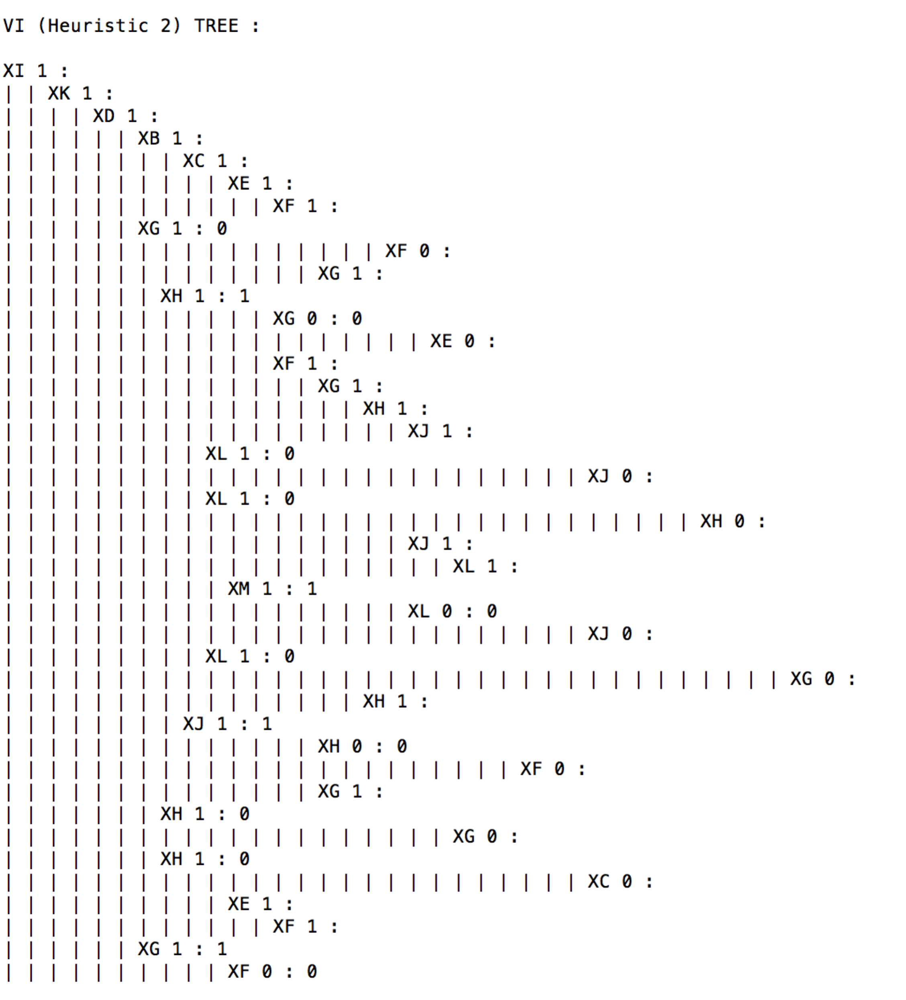 VI (Heuristic 2) TREE :
XI 1 :
| | XK 1 :
| | | | XD 1 :
| | | | | | XB 1 :
| | | | | | | | XC 1 :
| | | | | | | | | | XE 1 :
| | | | | | | | | | | | XF 1 :
| | | | | | XG 1 : 0
| | | | | | | | | | | | | | | | | XF 0 :
| | | | | | | | | | | | | | XG 1 :
| | | | | | | XH 1 : 1
| | | | | | | | | | | | XG 0 : 0
| | | | | | | | | | | | | | | | | | | XE 0 :
| | | | | | | | | | | | XF 1 :
| | | | | | | | | | | | | | XG 1 :
| | | | | | | | | | | | | | | | XH 1 :
| | | | | | | | | | | | | | | | | | XJ 1 :
| | | | | | | | | XL 1 : 0
| | | | | | | | | | | | | | | | | | | | | | | | | | XJ 0 :
| | | | | | | | | XL 1 : 0
| | | | | | | | | | | | | | | | | | | | | | | | | | | | | | | XH 0 :
| | | | | | | | | | | | | | | | | | XJ 1 :
| | | | | | | | | | | | | | | | | | | | XL 1 :
| | | | | | | | | | XM 1 : 1
| | | | | | | | | | | | | | | | | | XL 0 : 0
| | | | | | | | | | | | | | | | | | | | | | | | | | XJ 0 :
| | | | | | | | | XL 1 : 0
| | | | | | | | | | | | | | | | | | | | | | | | | | | | | | | | | | | XG 0 :
| | | | | | | | | | | | | | | | XH 1 :
| | | | | | | | XJ 1 : 1
| | | | | | | | | | | | | | XH 0 : 0
| | | | | | | | | | | | | | | | | | | | | | | XF 0 :
| | | | | | | | | | | | | | XG 1 :
| | | | | | | XH 1 : 0
| | | | | | | | | | | | | | | | | | | | XG 0 :
| | | | | | | XH 1 : 0
| | | | | | | | | | | | | | | | | | | | | | | | | | XC 0 :
| | | | | | | | | | XE 1 :
| | | | | | | | | | | | XF 1 :
| | | | | | XG 1 : 1
| | | | | | | | | | XF 0 : 0